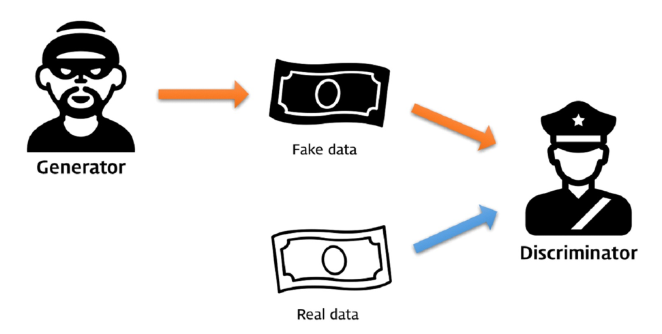 Generator
Fake data
Discriminator
Real data